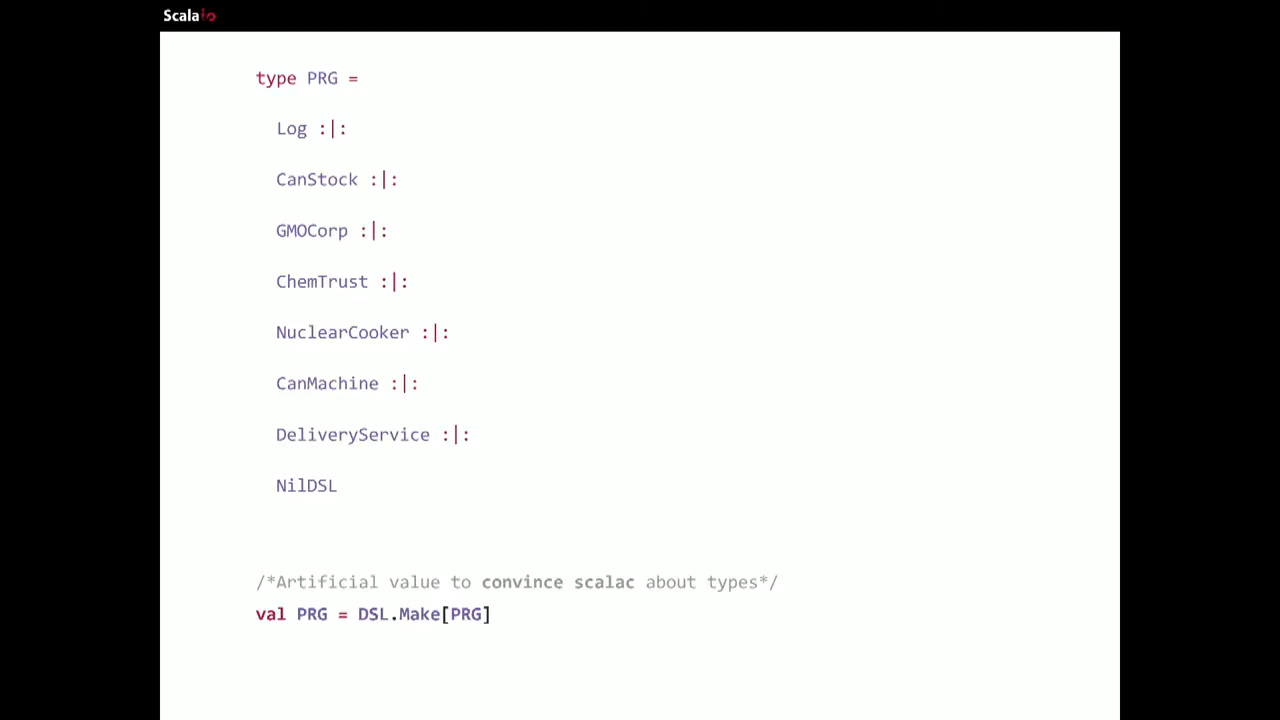 Scala io
type PRG =
Log :|:
CanStock :|:
GMOCorp :|:
ChemTrust :|:
NuclearCooker :|:
CanMachine :|:
DeliveryService :|:
NilDSL
/*Artificial value to convince scalac about types*/
val PRG = DSL.Make[PRG]